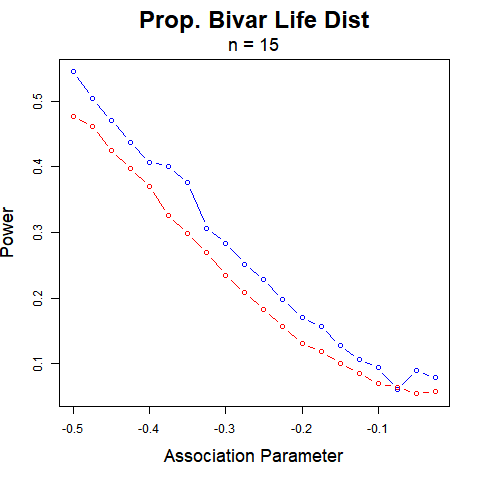 Prop. Bivar Life Dist
n = 15
Power
0.5
0.4
0.3
0.2
0.1
-0.5 -0.4 -0.3 -0.2 -0.1
Association Parameter